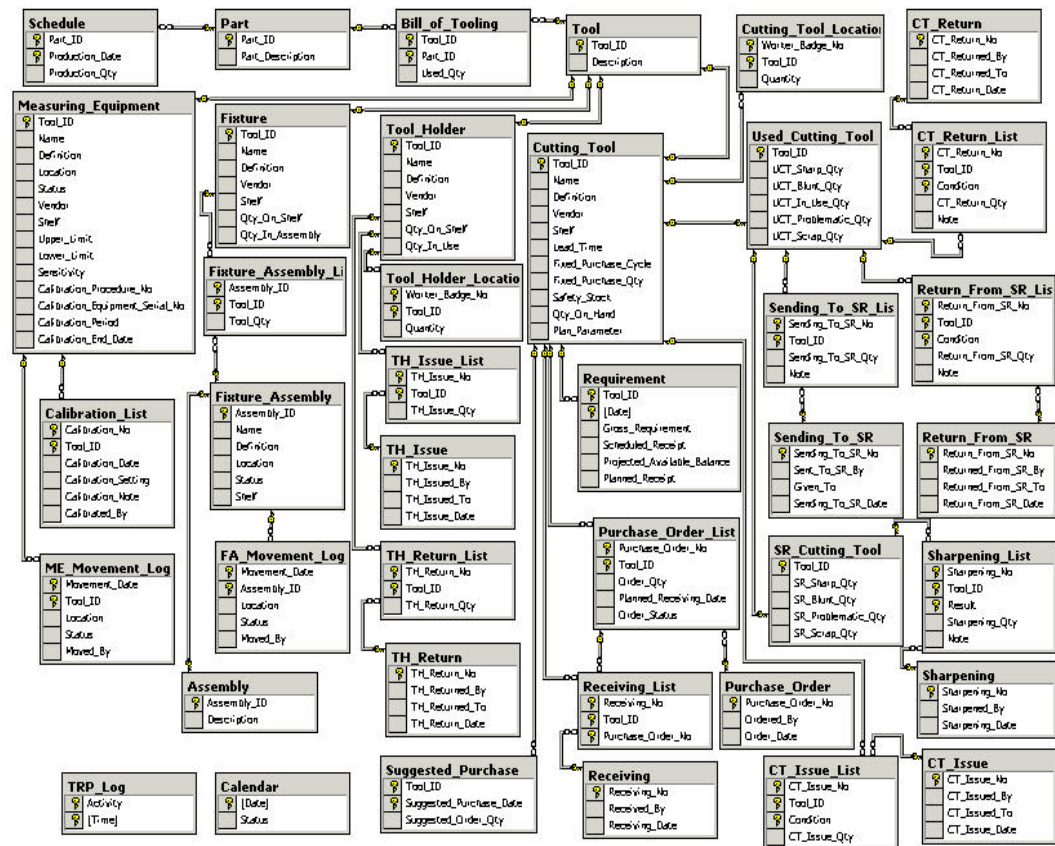 Schedule
Part_ID
Production_Date
Production_Qty
Part
Part_ID
Part_Description
Bill_of_Tooling
Tool_ID
Part_ID
Used_Qty
Tool
Tool_ID
Description
Cutting_Tool_Location
Worker_Badge_No
Tool_ID
Quantity
CT_Return
CT_Return_No
CT_Returned_By
CT_Returned_To
CT_Return_Date
Measuring_Equipment
Tool_ID
Name
Definition
Location
Status
Vendor
Shelf
Upper_Limit
Lower_Limit
Sensitivity
Calibration_Procedure_No
Calibration_Equipment_Serial_No
Calibration_Period
Calibration_End_Date
Fixture
Tool_ID
Name
Definition
Vendor
Shelf
Qty_On_Shelf
Qty_In_Assembly
Tool_Holder
Tool_ID
Name
Definition
Vendor
Shelf
Qty_On_Shelf
Qty_In_Use
Cutting_Tool
Tool_ID
Name
Definition
Vendor
Shelf
Lead_Time
Fixed_Purchase_Cycle
Fixed_Purchase_Qty
Safety_Stock
Qty_On_Hand
Plan_Parameter
Used_Cutting_Tool
Tool_ID
UCT_Sharp_Qty
UCT_Blunt_Qty
UCT_In_Use_Qty
UCT_Problematic_Qty
UCT_Scrap_Qty
CT_Return_List
CT_Return_No
Tool_ID
Condition
CT_Return_Qty
Note
Fixture_Assembly_Li
Assembly_ID
Tool_ID
Tool_Qty
Tool_Holder_Locatio
Worker_Badge_No
Tool_ID
Quantity
Sending_To_SR_Lis
Sending_To_SR_No
Tool_ID
Sending_To_SR_Qty
Note
Return_From_SR_Lis
Return_From_SR_No
Tool_ID
Condition
Return_From_SR_Qty
Note
TH_Issue_List
TH_Issue_No
Tool_ID
TH_Issue_Qty
Requirement
Tool_ID
[Date]
Gross_Requirement
Scheduled_Receipt
Projected_Available_Balance
Planned_Receipt
Calibration_List
Calibration_No
Tool_ID
Calibration_Date
Calibration_Setting
Calibration_Note
Calibrated_By
Fixture_Assembly
Assembly_ID
Name
Definition
Location
Status
Shelf
TH_Issue
TH_Issue_No
TH_Issued_By
TH_Issued_To
TH_Issue_Date
Sending_To_SR
Sending_To_SR_No
Sent_To_SR_By
Given_To
Sending_To_SR_Date
Return_From_SR
Return_From_SR_No
Returned_From_SR_By
Returned_From_SR_To
Return_From_SR_Date
ME_Movement_Log
Movement_Date
Tool_ID
Location
Status
Moved_By
FA_Movement_Log
Movement_Date
Assembly_ID
Location
Status
Moved_By
TH_Return_List
TH_Return_No
Tool_ID
TH_Return_Qty
Purchase_Order_List
Purchase_Order_No
Tool_ID
Order_Qty
Planned_Receiving_Date
Order_Status
SR_Cutting_Tool
Tool_ID
SR_Sharp_Qty
SR_Blunt_Qty
SR_Problematic_Qty
SR_Scrap_Qty
Sharpening_List
Sharpening_No
Tool_ID
Result
Sharpening_Qty
Note
Assembly
Assembly_ID
Description
TH_Return
TH_Return_No
TH_Returned_By
TH_Returned_To
TH_Return_Date
Receiving_List
Receiving_No
Tool_ID
Purchase_Order_No
Purchase_Order
Purchase_Order_No
Ordered_By
Order_Date
Sharpening
Sharpening_No
Sharpened_By
Sharpening_Date
TRP_Log
Activity
[Time]
Calendar
[Date]
Status
Suggested_Purchase
Tool_ID
Suggested_Purchase_Date
Suggested_Order_Qty
Receiving
Receiving_No
Received_By
Receiving_Date
CT_Issue_List
CT_Issue_No
Tool_ID
Condition
CT_Issue_Qty
CT_Issue
CT_Issue_No
CT_Issued_By
CT_Issued_To
CT_Issue_Date